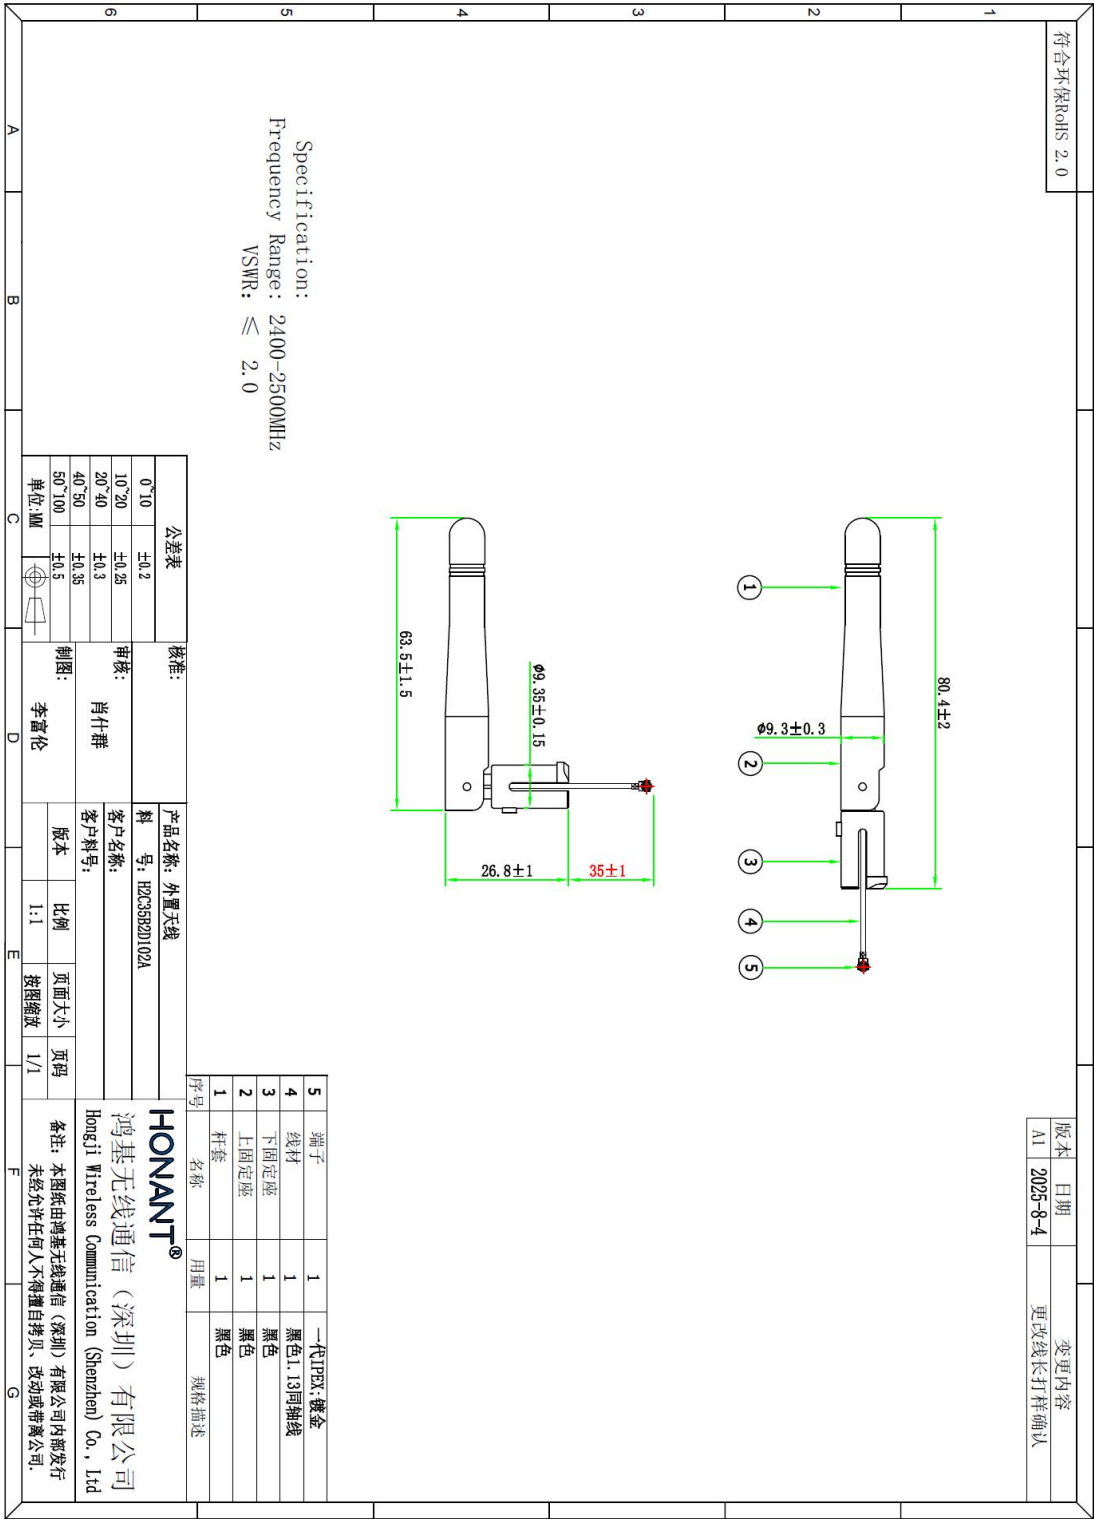 符合环保RoHS 2.0
版本 日期 变更内容
A1 2025-8-4 更改线长打样确认
1
2
3
4
5
6
80.4±2
φ9.3±0.3
① ② ③ ④ ⑤
φ9.35±0.15
63.5±1.5
26.8±1
35±1
Specification:
Frequency Range: 2400-2500MHz
VSWR: ≤ 2.0
5 端子 1 一代IPEX;镀金
4 线材 1 黑色1.13同轴线
3 下固定座 1 黑色
2 上固定座 1 黑色
1 杆套 1 黑色
序号 名称 用量 规格描述
公差表
0~10 ±0.2
10~20 ±0.25
20~40 ±0.3
40~50 ±0.35
50~100 ±0.5
单位:MM
核准:
审核: 肖什群
制图: 李富伦
产品名称: 外置天线
料 号: H2C35B2D102A
客户名称:
客户料号:
版本 比例 页面大小 页码
1:1 按图缩放 1/1
HONANT®
鸿基无线通信（深圳）有限公司
Hongji Wireless Communication (Shenzhen) Co., Ltd
备注: 本图纸由鸿基无线通信（深圳）有限公司内部发行
未经允许任何人不得擅自拷贝、改动或带离公司.
A B C D E F G